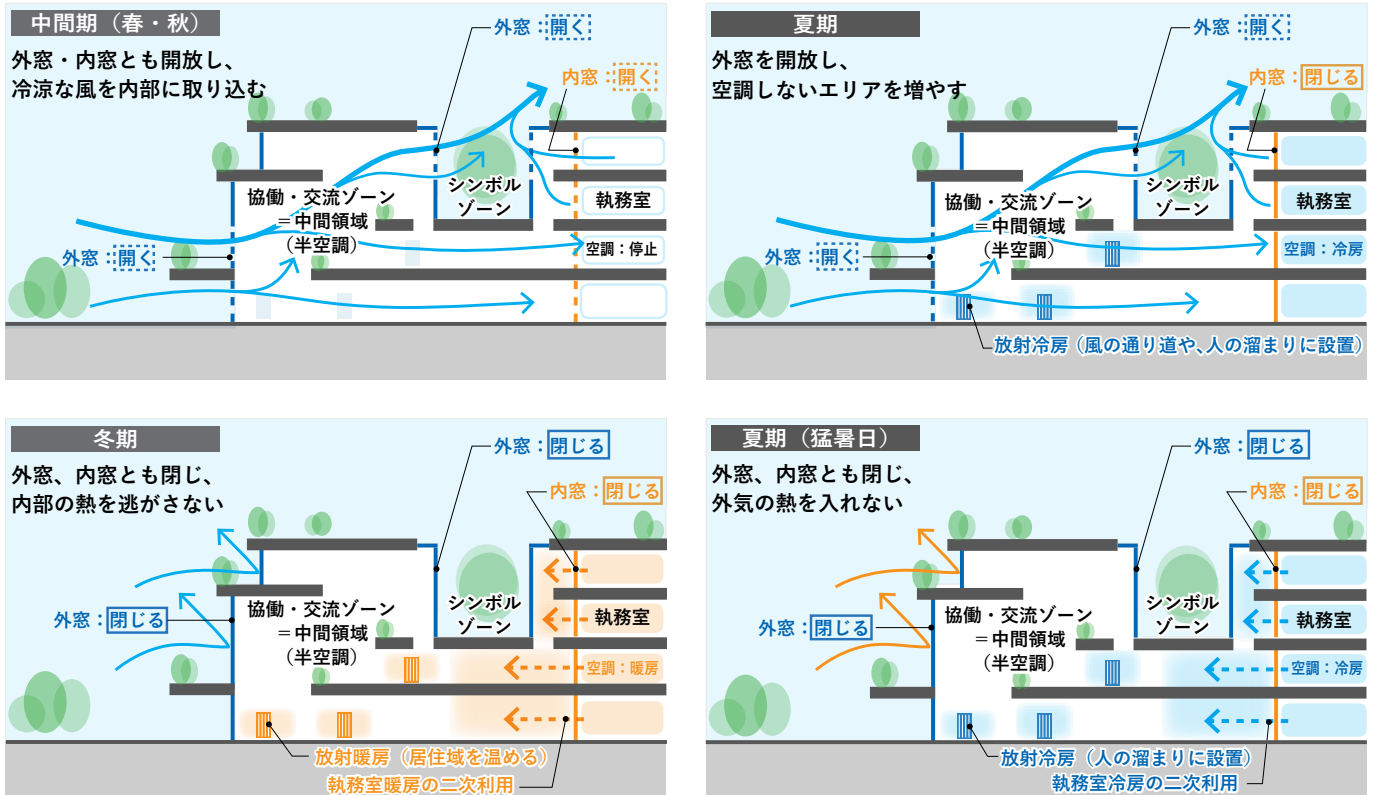 中間期（春・秋）
外窓・内窓とも開放し、
冷涼な風を内部に取り込む
外窓：開く
内窓：開く
協働・交流ゾーン
＝中間領域
（半空調）
シンボル
ゾーン
執務室
空調：停止
外窓：開く
夏期
外窓を開放し、
空調しないエリアを増やす
外窓：開く
内窓：閉じる
協働・交流ゾーン
＝中間領域
（半空調）
シンボル
ゾーン
執務室
空調：冷房
外窓：開く
放射冷房（風の通り道や、人の溜まりに設置）
冬期
外窓、内窓とも閉じ、
内部の熱を逃がさない
外窓：閉じる
内窓：閉じる
外窓：閉じる
協働・交流ゾーン
＝中間領域
（半空調）
シンボル
ゾーン
執務室
空調：暖房
放射暖房（居住域を温める）
執務室暖房の二次利用
夏期（猛暑日）
外窓、内窓とも閉じ、
外気の熱を入れない
外窓：閉じる
内窓：閉じる
外窓：閉じる
協働・交流ゾーン
＝中間領域
（半空調）
シンボル
ゾーン
執務室
空調：冷房
放射冷房（人の溜まりに設置）
執務室冷房の二次利用